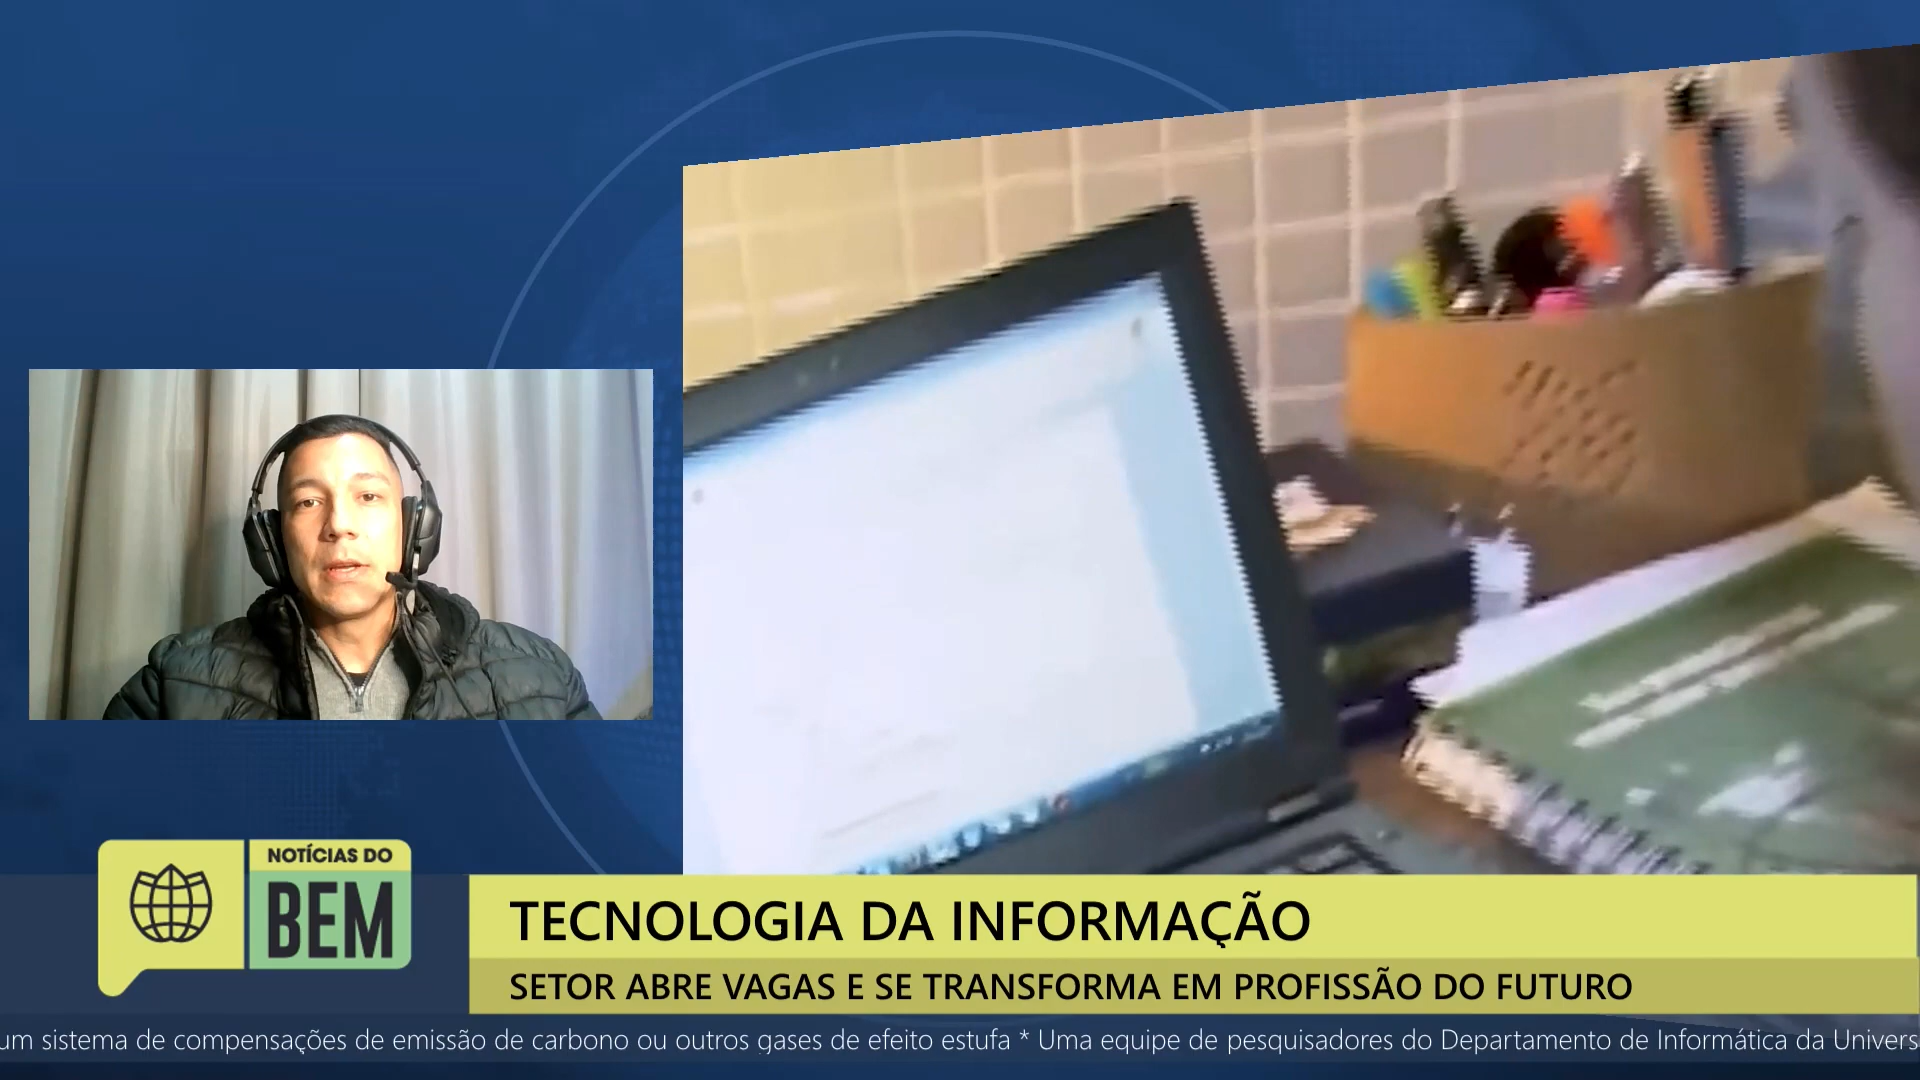 NOTÍCIAS DO
BEM
TECNOLOGIA DA INFORMAÇÃO
SETOR ABRE VAGAS E SE TRANSFORMA EM PROFISSÃO DO FUTURO
um sistema de compensações de emissão de carbono ou outros gases de efeito estufa * Uma equipe de pesquisadores do Departamento de Informática da Univers